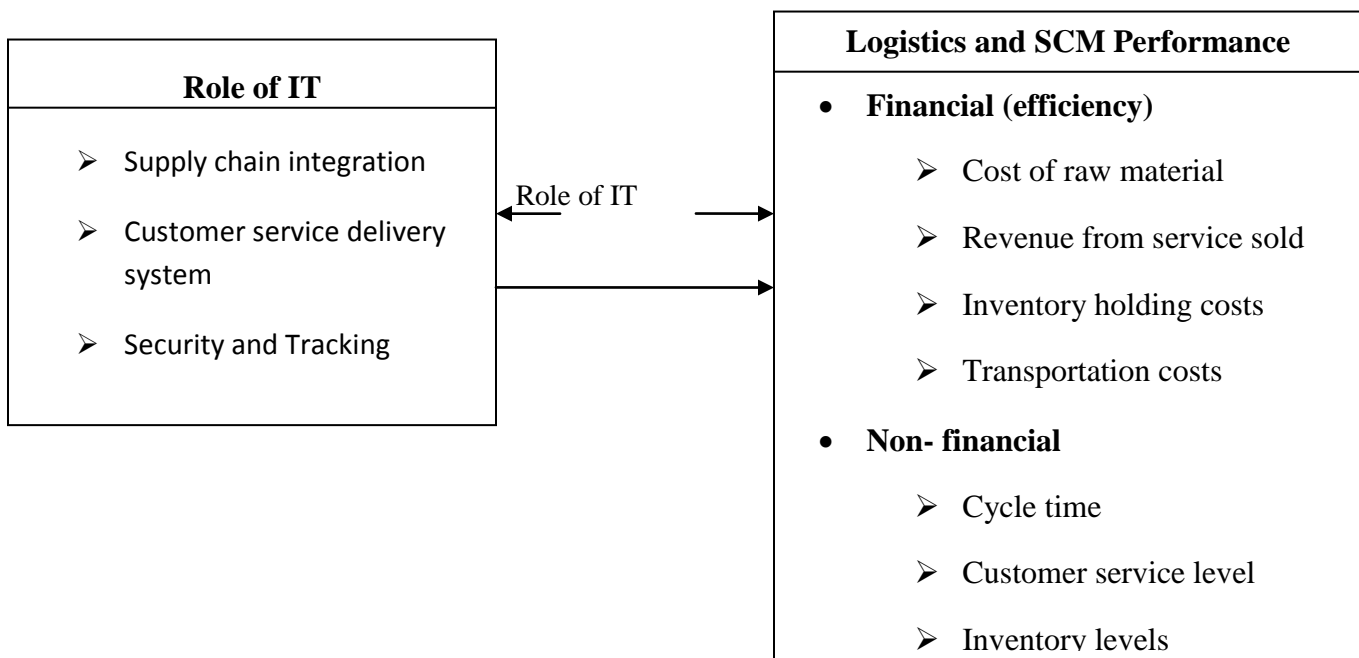 Role of IT
➢ Supply chain integration
➢ Customer service delivery
system
➢ Security and Tracking
Role of IT
Logistics and SCM Performance
• Financial (efficiency)
➢ Cost of raw material
➢ Revenue from service sold
➢ Inventory holding costs
➢ Transportation costs
• Non- financial
➢ Cycle time
➢ Customer service level
➢ Inventory levels